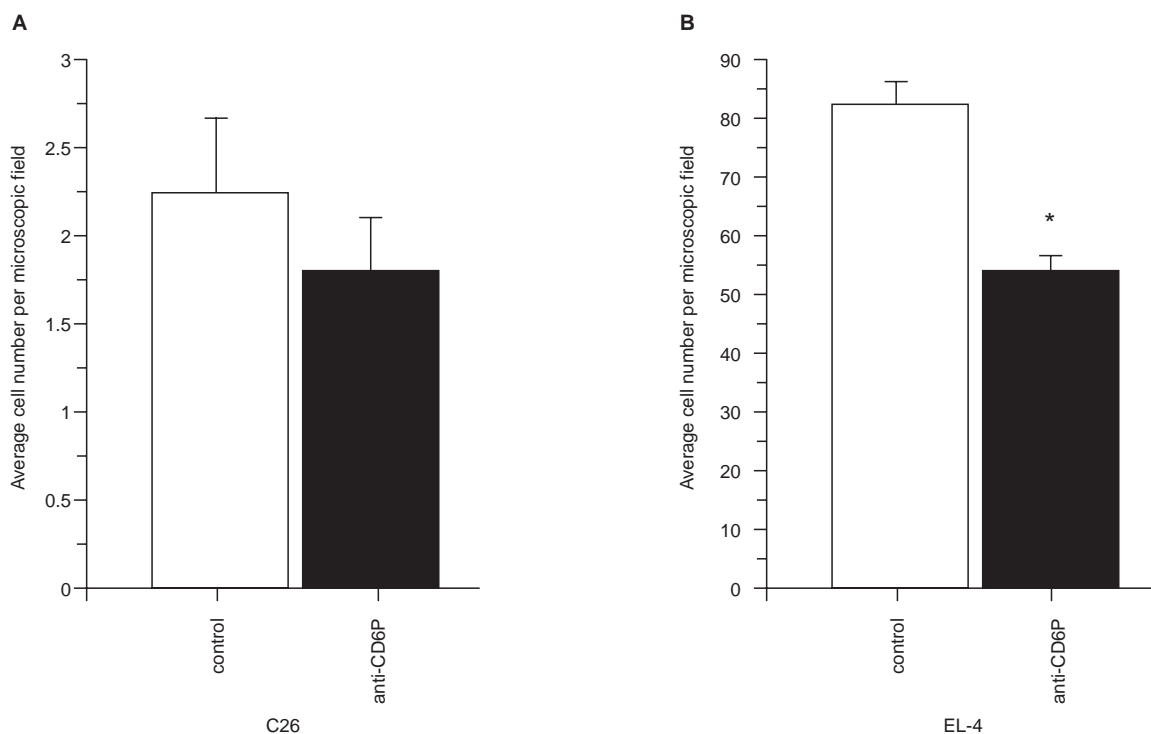 A
Average cell number per microscopic field
3
2.5
2
1.5
1
0.5
0
control
anti-CD6P
C26
B
Average cell number per microscopic field
90
80
70
60
50
40
30
20
10
0
*
control
anti-CD6P
EL-4